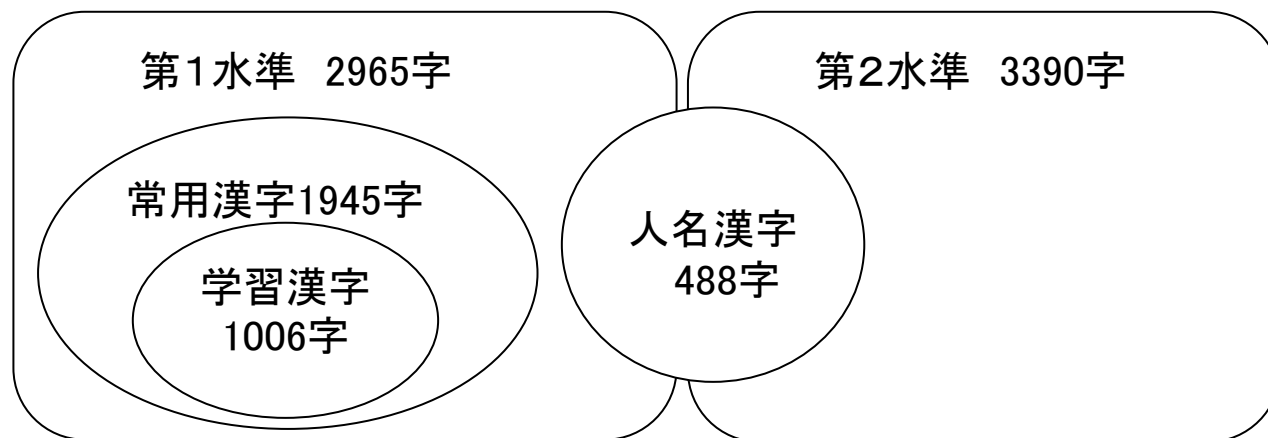 第１水準　2965字
第２水準　3390字
常用漢字1945字
学習漢字
1006字
人名漢字
488字